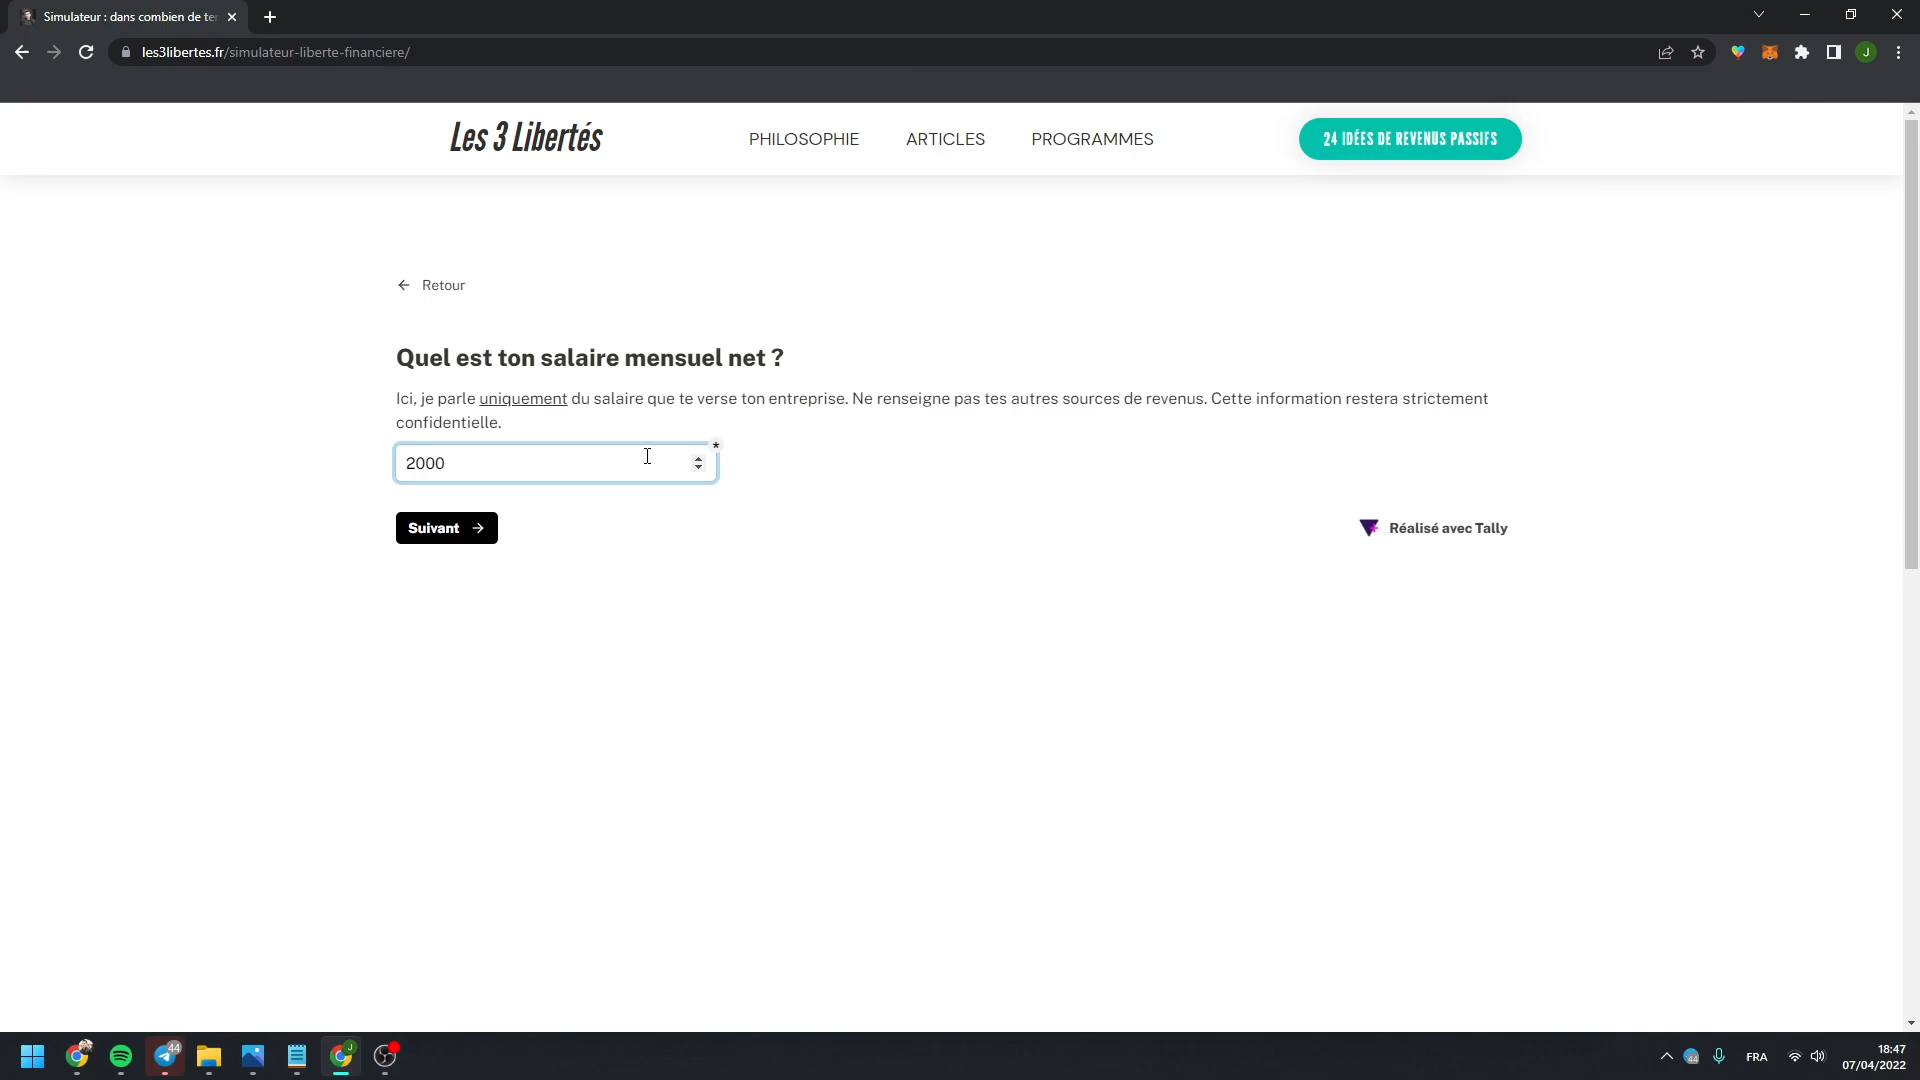 Simulateur : dans combien de ter
les3libertes.fr/simulateur-liberte-financiere/
J
Les 3 Libertés
PHILOSOPHIE
ARTICLES
PROGRAMMES
24 IDÉES DE REVENUS PASSIFS
← Retour
Quel est ton salaire mensuel net ?
Ici, je parle uniquement du salaire que te verse ton entreprise. Ne renseigne pas tes autres sources de revenus. Cette information restera strictement
confidentielle.
*
2000
Suivant →
Réalisé avec Tally
44
J
44
FRA
18:47
07/04/2022